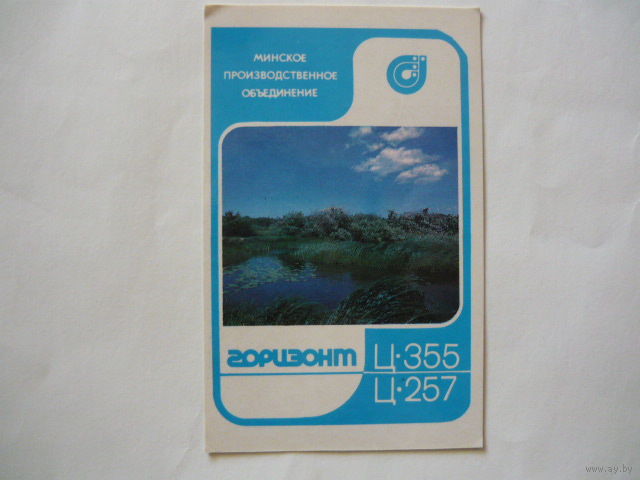 МИНСКОЕ
ПРОИЗВОДСТВЕННОЕ
ОБЪЕДИНЕНИЕ
горизонт Ц·355
Ц·257
www.ay.by